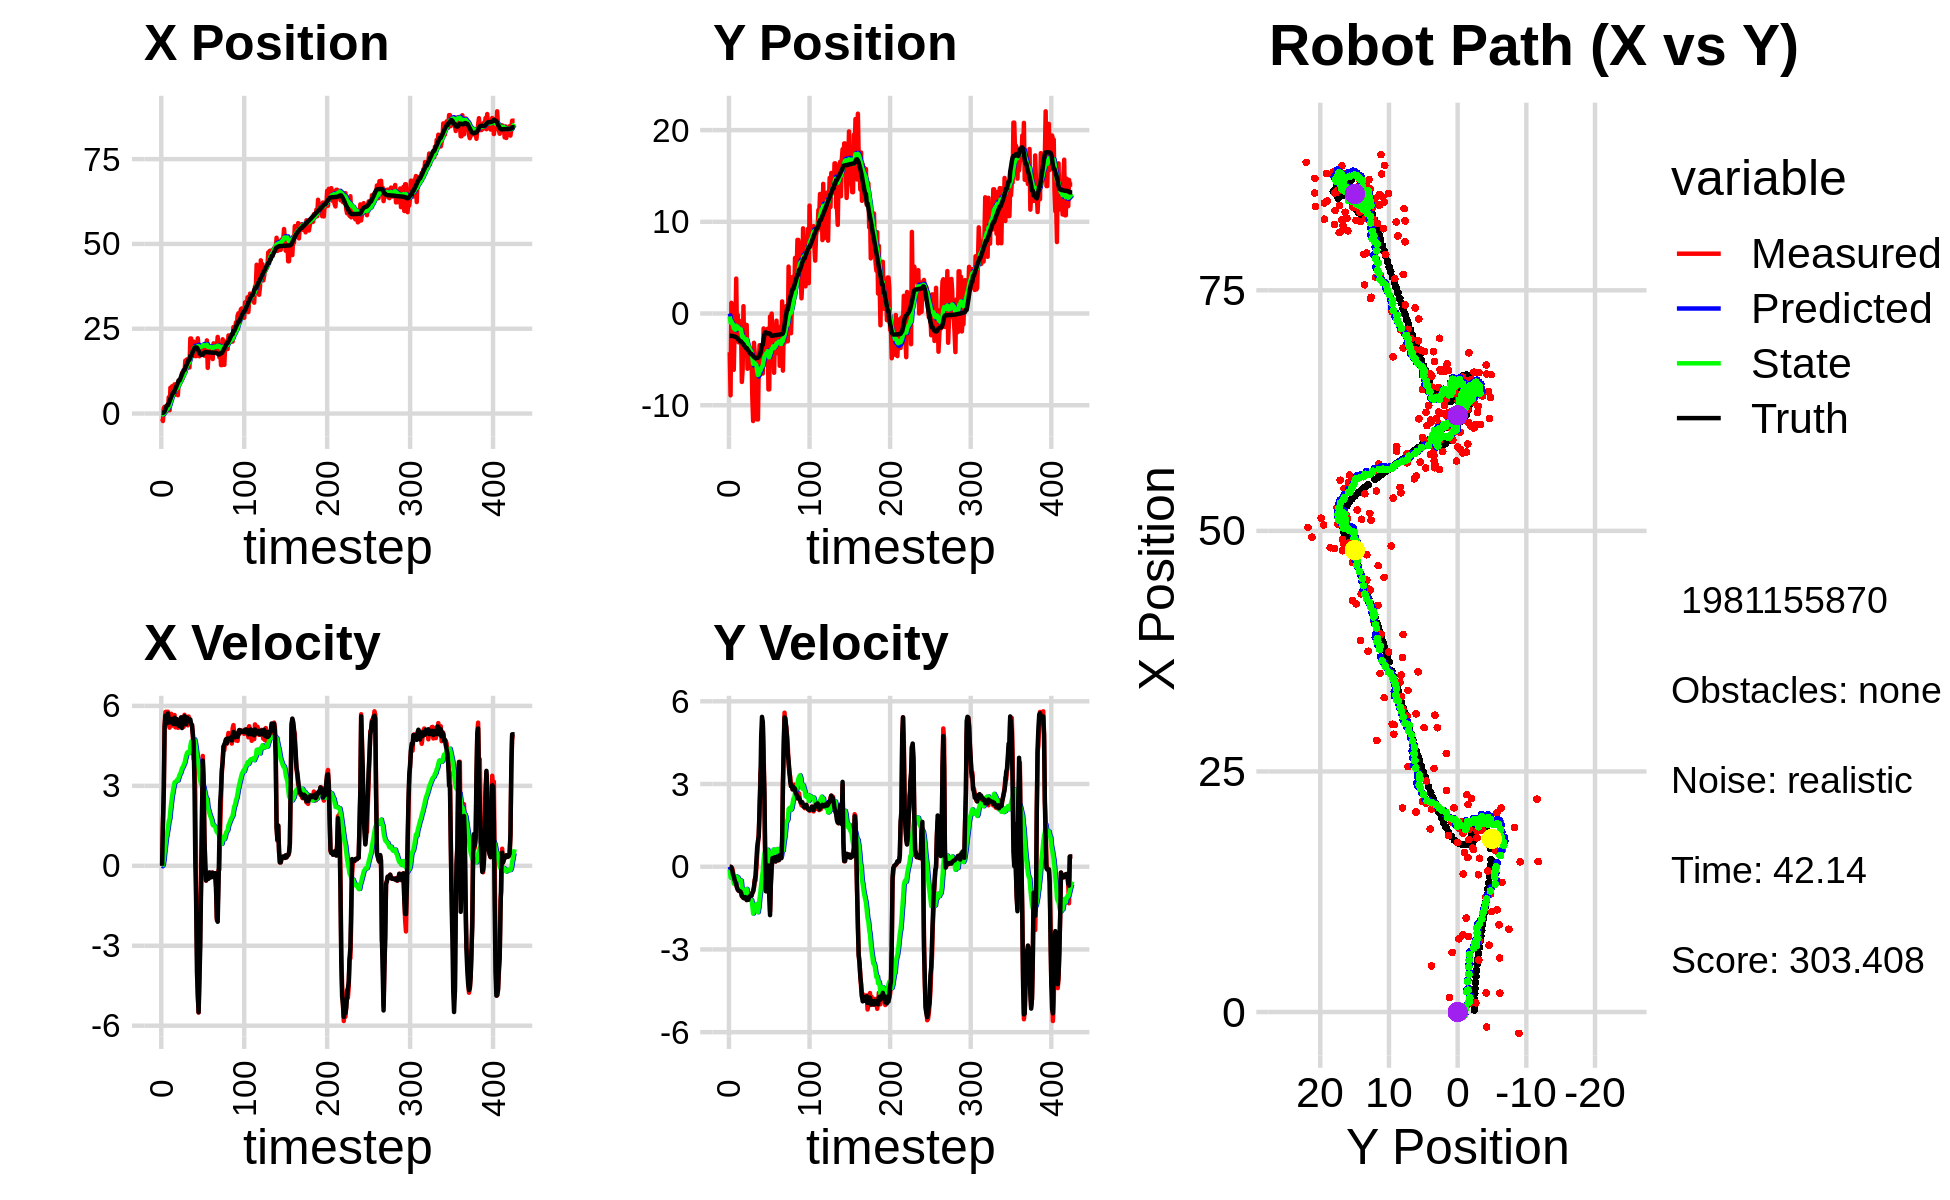 X Position
75
50
25
0
0
100
200
300
400
timestep
Y Position
20
10
0
-10
0
100
200
300
400
timestep
X Velocity
6
3
0
-3
-6
0
100
200
300
400
timestep
Y Velocity
6
3
0
-3
-6
0
100
200
300
400
timestep
Robot Path (X vs Y)
X Position
75
50
25
0
20 10 0 -10 -20
Y Position
variable
Measured
Predicted
State
Truth
1981155870
Obstacles: none
Noise: realistic
Time: 42.14
Score: 303.408